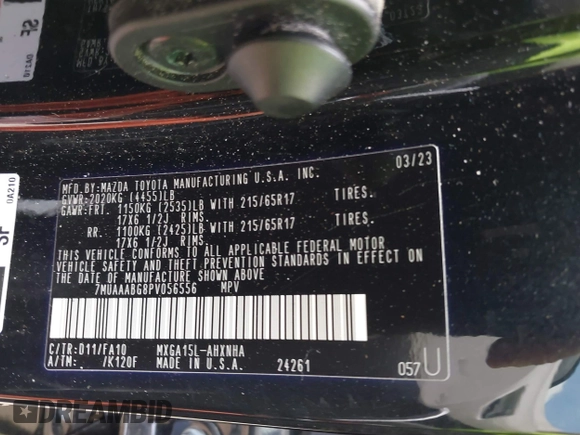 03/23
MFD.BY:MAZDA TOYOTA MANUFACTURING U.S.A. INC.
GVWR:2020KG (4455)LB
GAWR:FRT. 1150KG (2535)LB WITH 215/65R17 TIRES.
17X6 1/2J RIMS.
RR. 1100KG (2425)LB WITH 215/65R17 TIRES.
17X6 1/2J RIMS.
THIS VEHICLE CONFORMS TO ALL APPLICABLE FEDERAL MOTOR
VEHICLE SAFETY AND THEFT PREVENTION STANDARDS IN EFFECT ON
THE DATE OF MANUFACTURE SHOWN ABOVE.
7MUAAABG8PV056556 MPV
C/TR:D11/FA10 MXGA15L-AHXNHA
A/TM: /K120F MADE IN U.S.A. 24261
057U
0A210
SF
DREAMBID